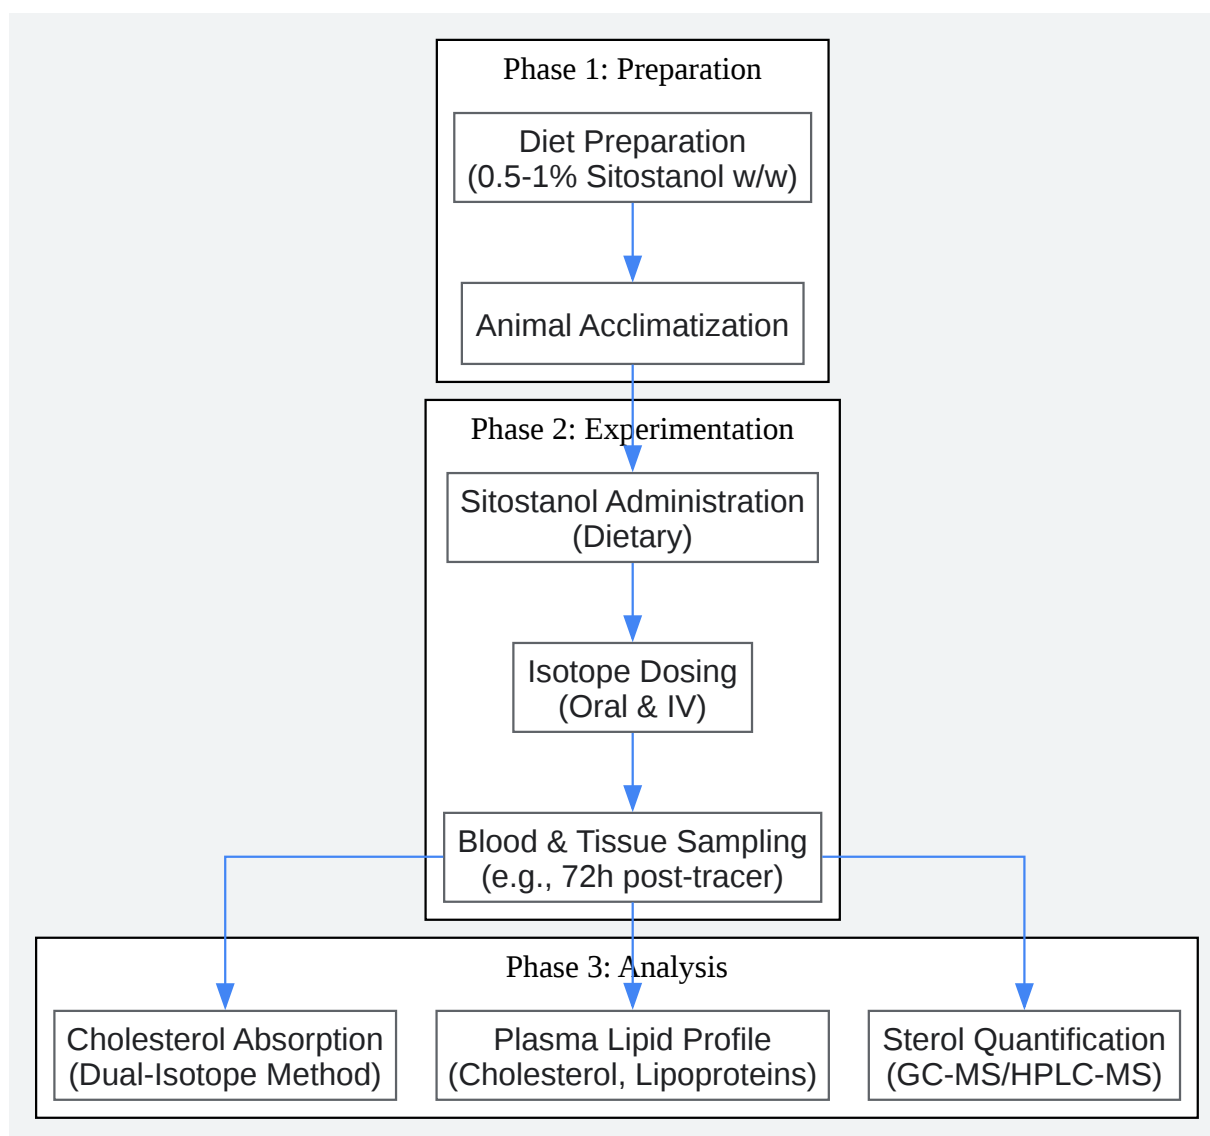 Phase 1: Preparation
Diet Preparation
(0.5-1% Sitostanol w/w)
Animal Acclimatization
Phase 2: Experimentation
Sitostanol Administration
(Dietary)
Isotope Dosing
(Oral & IV)
Blood & Tissue Sampling
(e.g., 72h post-tracer)
Phase 3: Analysis
Cholesterol Absorption
(Dual-Isotope Method)
Plasma Lipid Profile
(Cholesterol, Lipoproteins)
Sterol Quantification
(GC-MS/HPLC-MS)